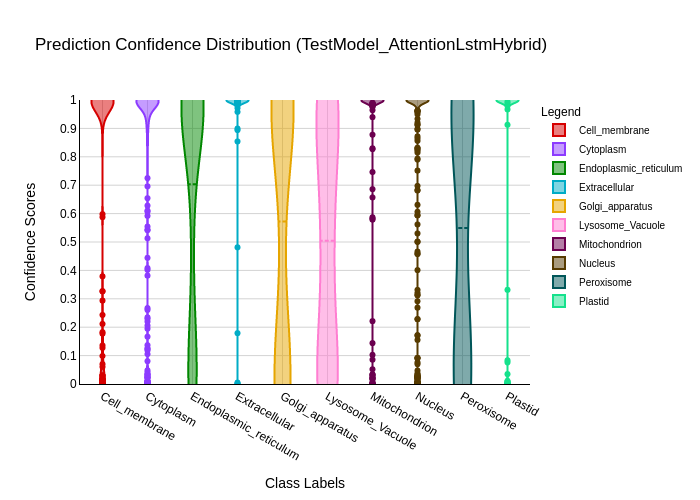 Prediction Confidence Distribution (TestModel_AttentionLstmHybrid)
Confidence Scores
1
0.9
0.8
0.7
0.6
0.5
0.4
0.3
0.2
0.1
0
Cell_membrane
Cytoplasm
Endoplasmic_reticulum
Extracellular
Golgi_apparatus
Lysosome_Vacuole
Mitochondrion
Nucleus
Peroxisome
Plastid
Class Labels
Legend
Cell_membrane
Cytoplasm
Endoplasmic_reticulum
Extracellular
Golgi_apparatus
Lysosome_Vacuole
Mitochondrion
Nucleus
Peroxisome
Plastid